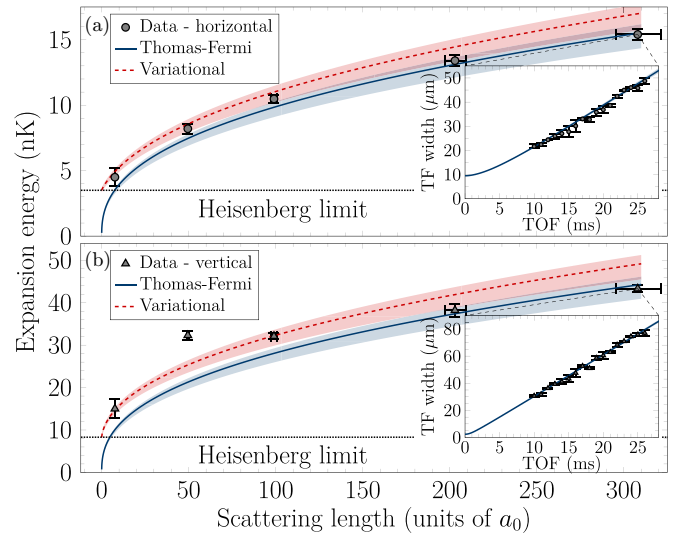 (a)
Data - horizontal
Thomas-Fermi
Variational
Heisenberg limit
15
10
5
0
TF width (μm)
50
40
30
20
10
0
0 5 10 15 20 25
TOF (ms)
Expansion energy (nK)
(b)
Data - vertical
Thomas-Fermi
Variational
Heisenberg limit
50
40
30
20
10
0
TF width (μm)
80
60
40
20
0
0 5 10 15 20 25
TOF (ms)
0 50 100 150 200 250 300
Scattering length (units of a₀)